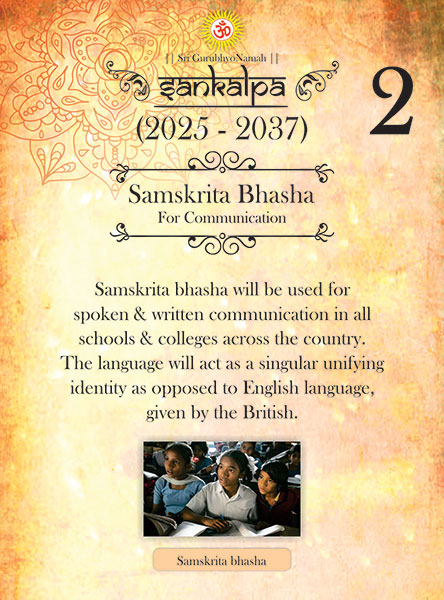 ॐ
|| Sri GurubhyoNamah ||
Sankalpa
2
(2025 - 2037)
Samskrita Bhasha
For Communication
Samskrita bhasha will be used for
spoken & written communication in all
schools & colleges across the country.
The language will act as a singular unifying
identity as opposed to English language,
given by the British.
Samskrita bhasha